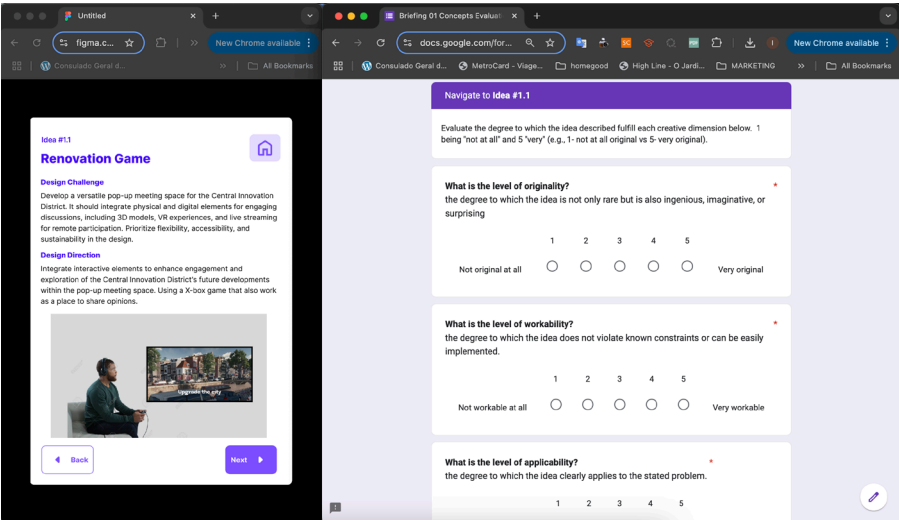 Untitled
figma.c...
New Chrome available
Consulado Geral d...
All Bookmarks
Idea #1.1
Renovation Game
Design Challenge
Develop a versatile pop-up meeting space for the Central Innovation
District. It should integrate physical and digital elements for engaging
discussions, including 3D models, VR experiences, and live streaming
for remote participation. Prioritize flexibility, accessibility, and
sustainability in the design.
Design Direction
Integrate interactive elements to enhance engagement and
exploration of the Central Innovation District's future developments
within the pop-up meeting space. Using a X-box game that also work
as a place to share opinions.
Upgrade the city
Back
Next
Briefing 01 Concepts Evaluat
docs.google.com/for...
New Chrome available
Consulado Geral d...
MetroCard - Viage...
homegood
High Line - O Jardi...
MARKETING
All Bookmarks
Navigate to Idea #1.1
Evaluate the degree to which the idea described fulfill each creative dimension below. 1
being "not at all" and 5 "very" (e.g., 1- not at all original vs 5- very original).
What is the level of originality? *
the degree to which the idea is not only rare but is also ingenious, imaginative, or
surprising
1 2 3 4 5
Not original at all
Very original
What is the level of workability? *
the degree to which the idea does not violate known constraints or can be easily
implemented.
1 2 3 4 5
Not workable at all
Very workable
What is the level of applicability? *
the degree to which the idea clearly applies to the stated problem.
1 2 3 4 5